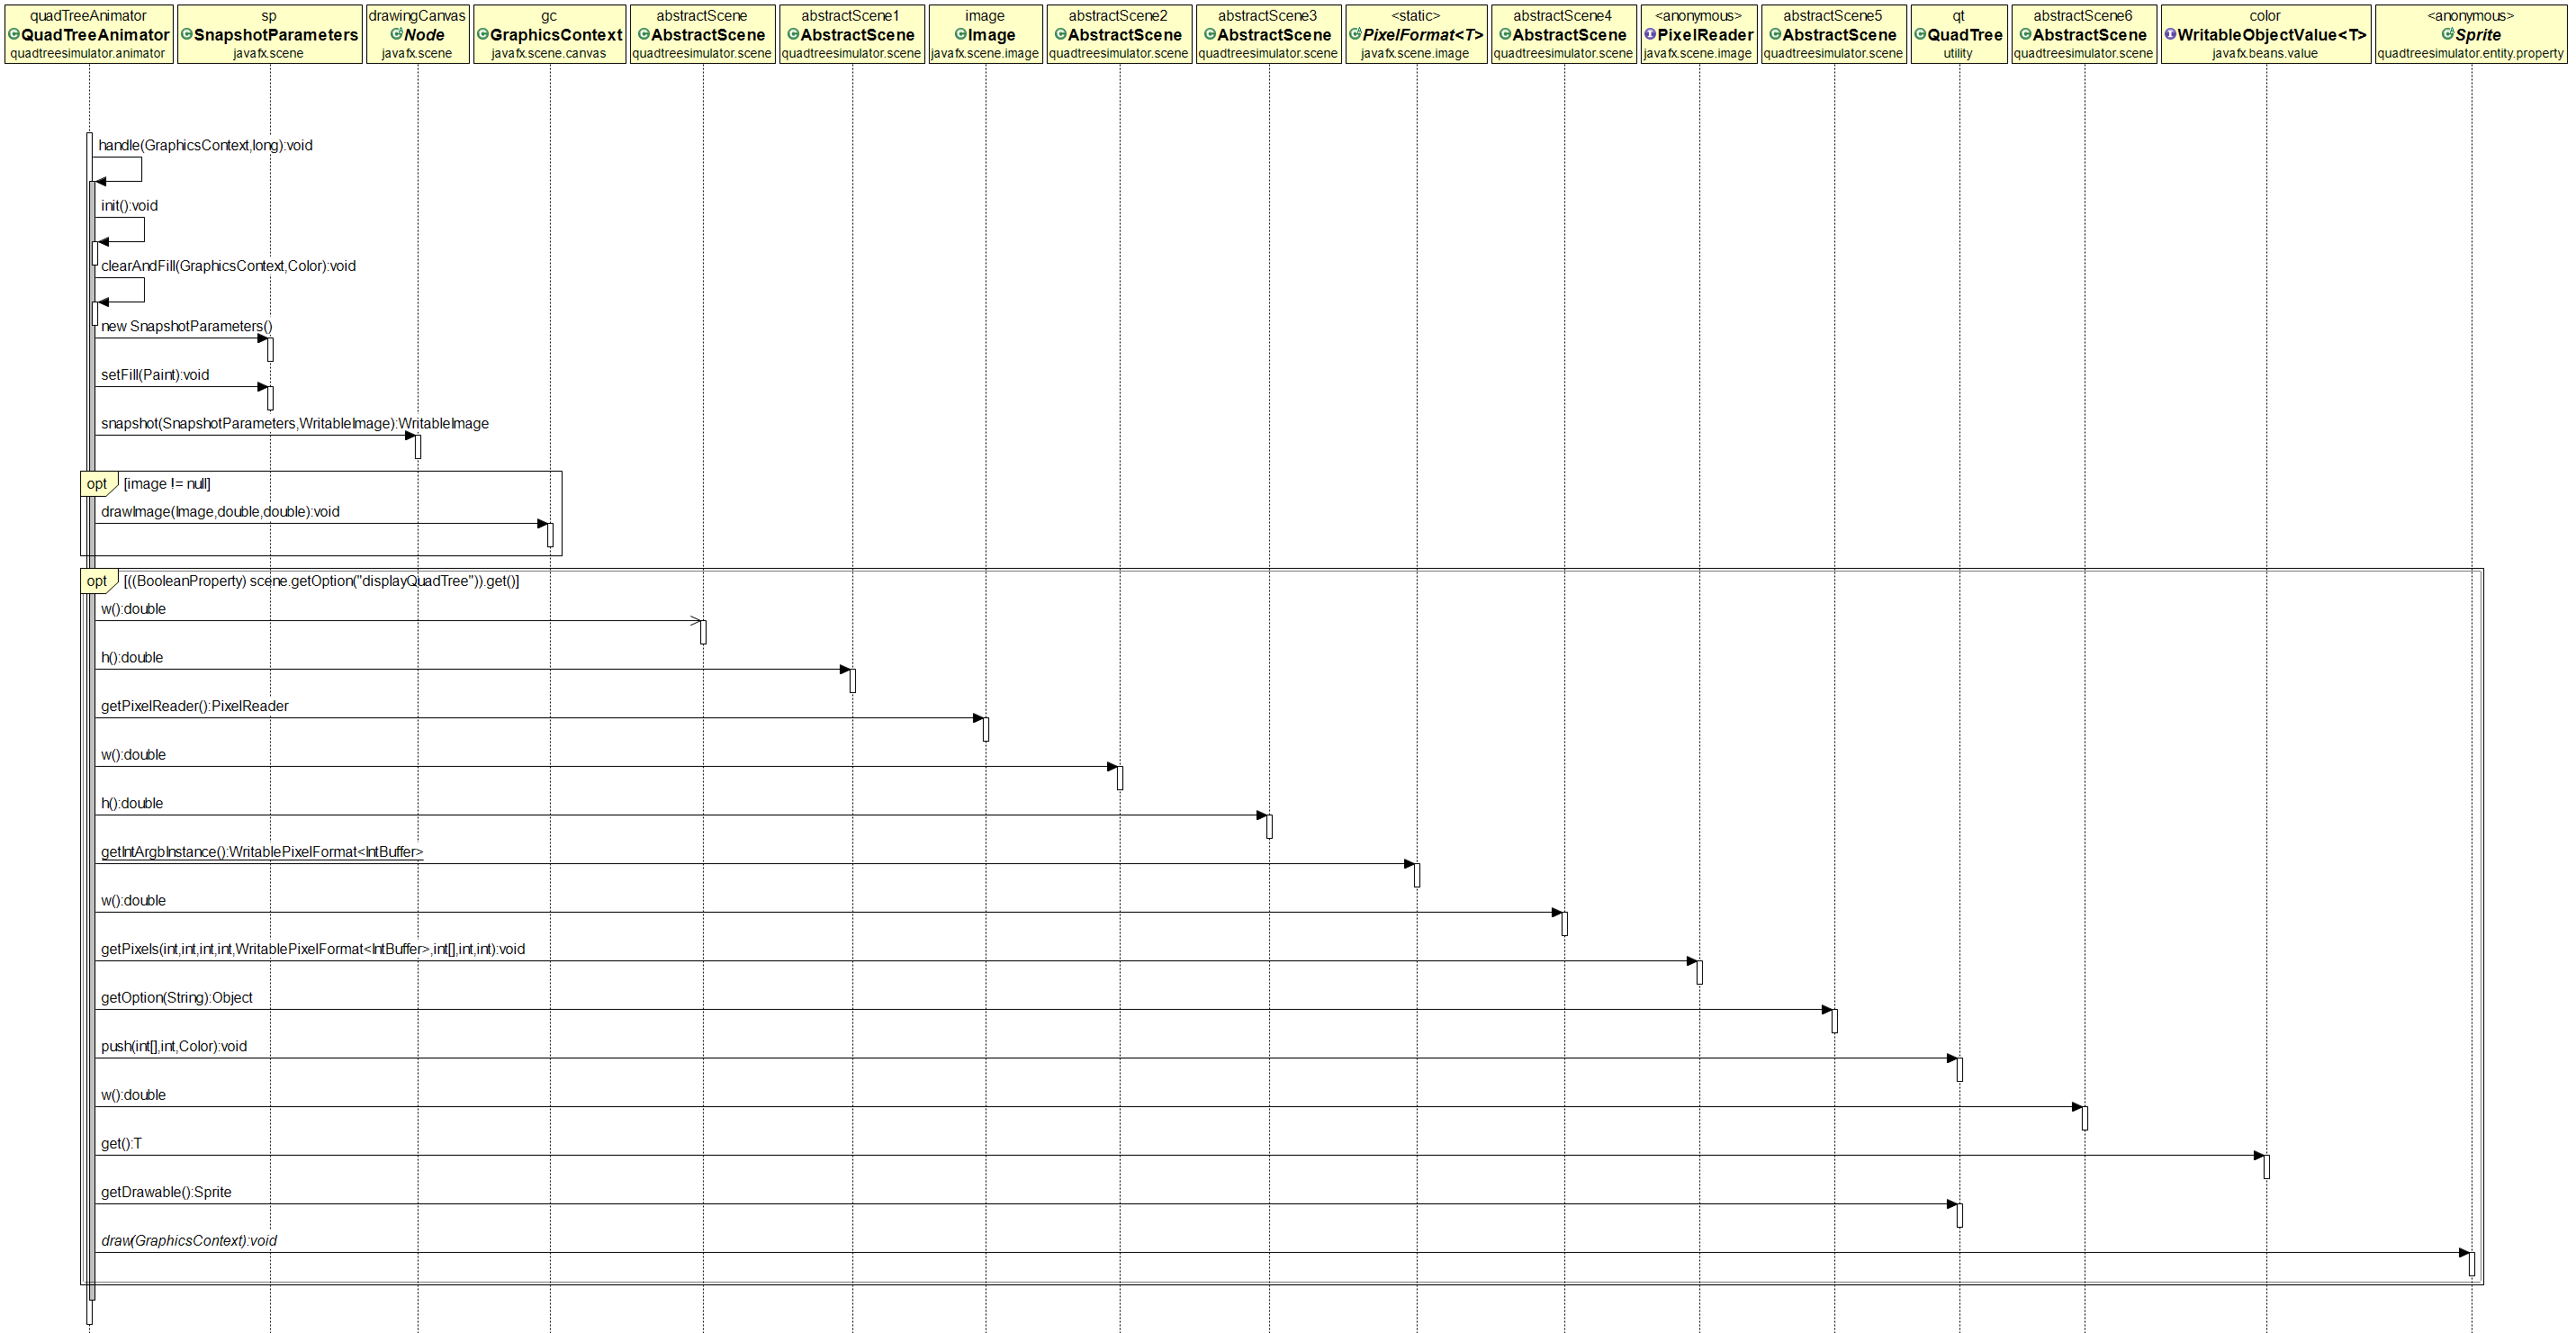 quadTreeAnimator
QuadTreeAnimator
quadtreesimulator.animator
sp
SnapshotParameters
javafx.scene
drawingCanvas
Node
javafx.scene
gc
GraphicsContext
javafx.scene.canvas
abstractScene
AbstractScene
quadtreesimulator.scene
abstractScene1
AbstractScene
quadtreesimulator.scene
image
Image
javafx.scene.image
abstractScene2
AbstractScene
quadtreesimulator.scene
abstractScene3
AbstractScene
quadtreesimulator.scene
<static>
PixelFormat<T>
javafx.scene.image
abstractScene4
AbstractScene
quadtreesimulator.scene
<anonymous>
PixelReader
javafx.scene.image
abstractScene5
AbstractScene
quadtreesimulator.scene
qt
QuadTree
utility
abstractScene6
AbstractScene
quadtreesimulator.scene
color
WritableObjectValue<T>
javafx.beans.value
<anonymous>
Sprite
quadtreesimulator.entity.property
handle(GraphicsContext,long):void
init():void
clearAndFill(GraphicsContext,Color):void
new SnapshotParameters()
setFill(Paint):void
snapshot(SnapshotParameters,WritableImage):WritableImage
opt [image != null]
drawImage(Image,double,double):void
opt [((BooleanProperty) scene.getOption("displayQuadTree")).get()]
w():double
h():double
getPixelReader():PixelReader
w():double
h():double
getIntArgbInstance():WritablePixelFormat<IntBuffer>
w():double
getPixels(int,int,int,int,WritablePixelFormat<IntBuffer>,int[],int,int):void
getOption(String):Object
push(int[],int,Color):void
w():double
get():T
getDrawable():Sprite
draw(GraphicsContext):void